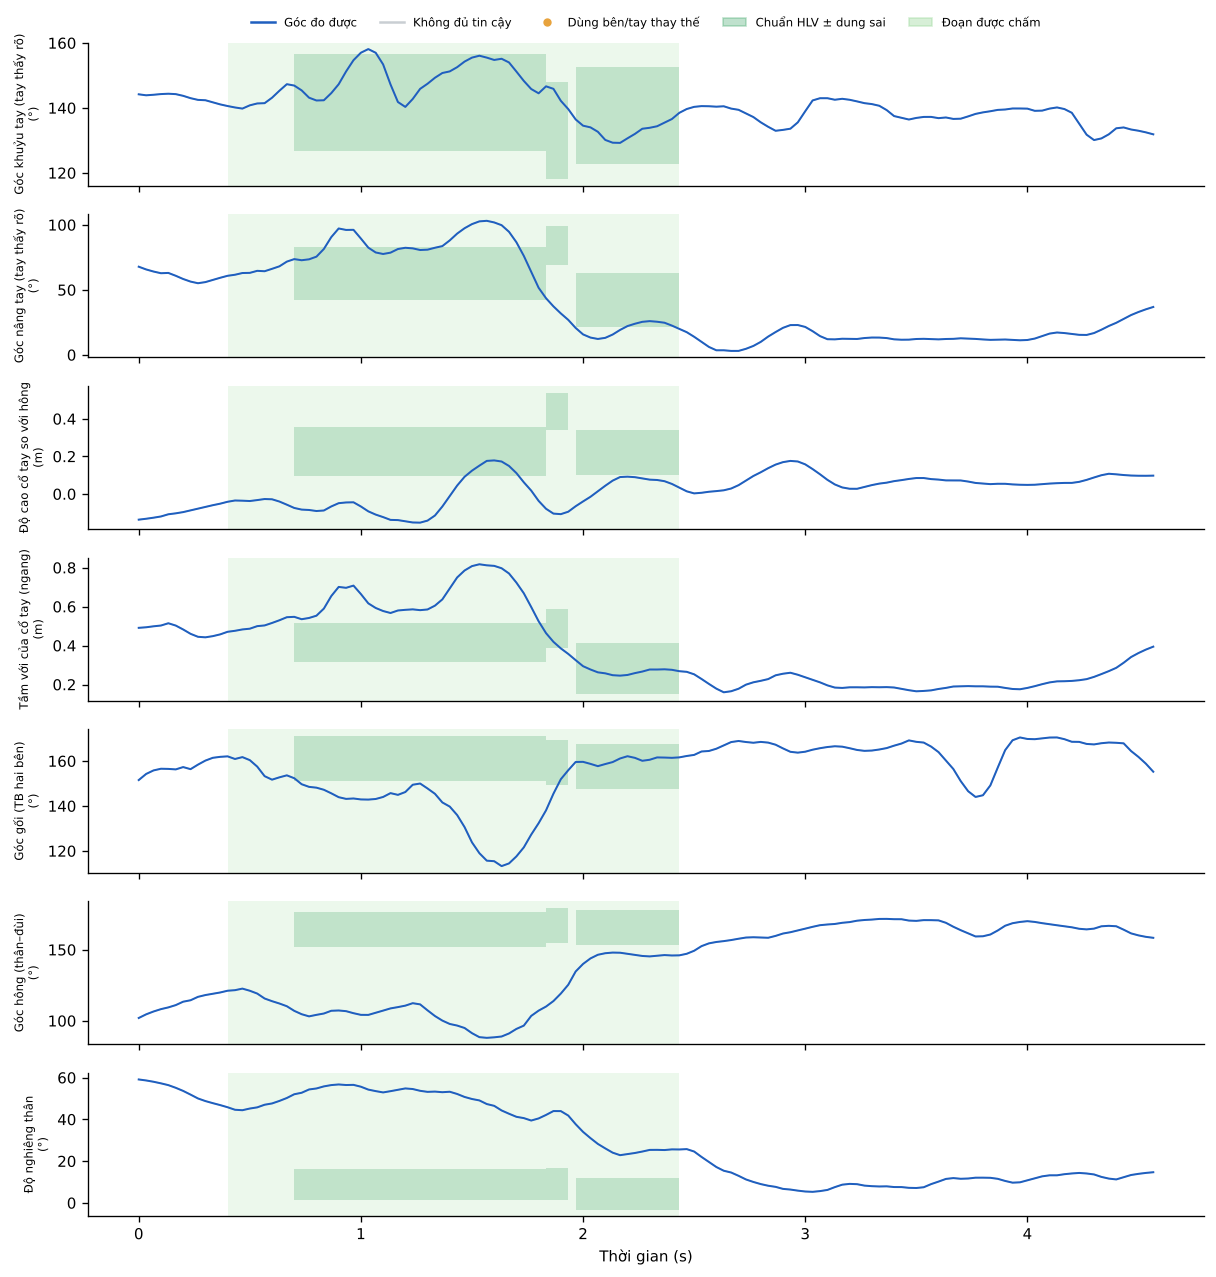 Góc đo được
Không đủ tin cậy
Dùng bên/tay thay thế
Chuẩn HLV ± dung sai
Đoạn được chấm
Góc khuỷu tay (tay thấy rõ)
(°)
160
140
120
Góc nâng tay (tay thấy rõ)
(°)
100
50
0
Độ cao cổ tay so với hông
(m)
0.4
0.2
0.0
Tầm với của cổ tay (ngang)
(m)
0.8
0.6
0.4
0.2
Góc gối (TB hai bên)
(°)
160
140
120
Góc hông (thân–đùi)
(°)
150
100
Độ nghiêng thân
(°)
60
40
20
0
0 1 2 3 4
Thời gian (s)